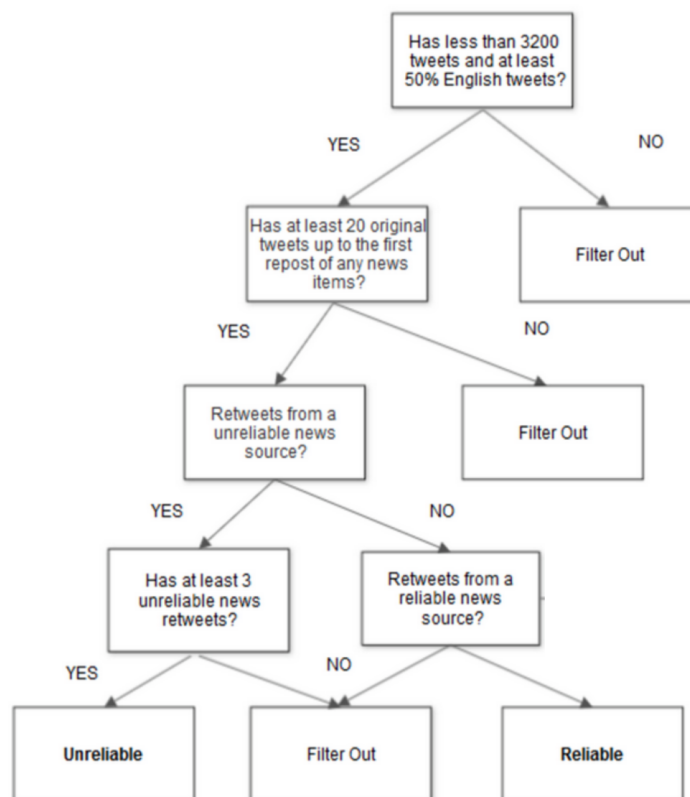 Has less than 3200
tweets and at least
50% English tweets?
YES
NO
Has at least 20 original
tweets up to the first
repost of any news
items?
Filter Out
YES
NO
Retweets from a
unreliable news
source?
Filter Out
YES
NO
Has at least 3
unreliable news
retweets?
Retweets from a
reliable news
source?
YES
NO
Unreliable
Filter Out
Reliable